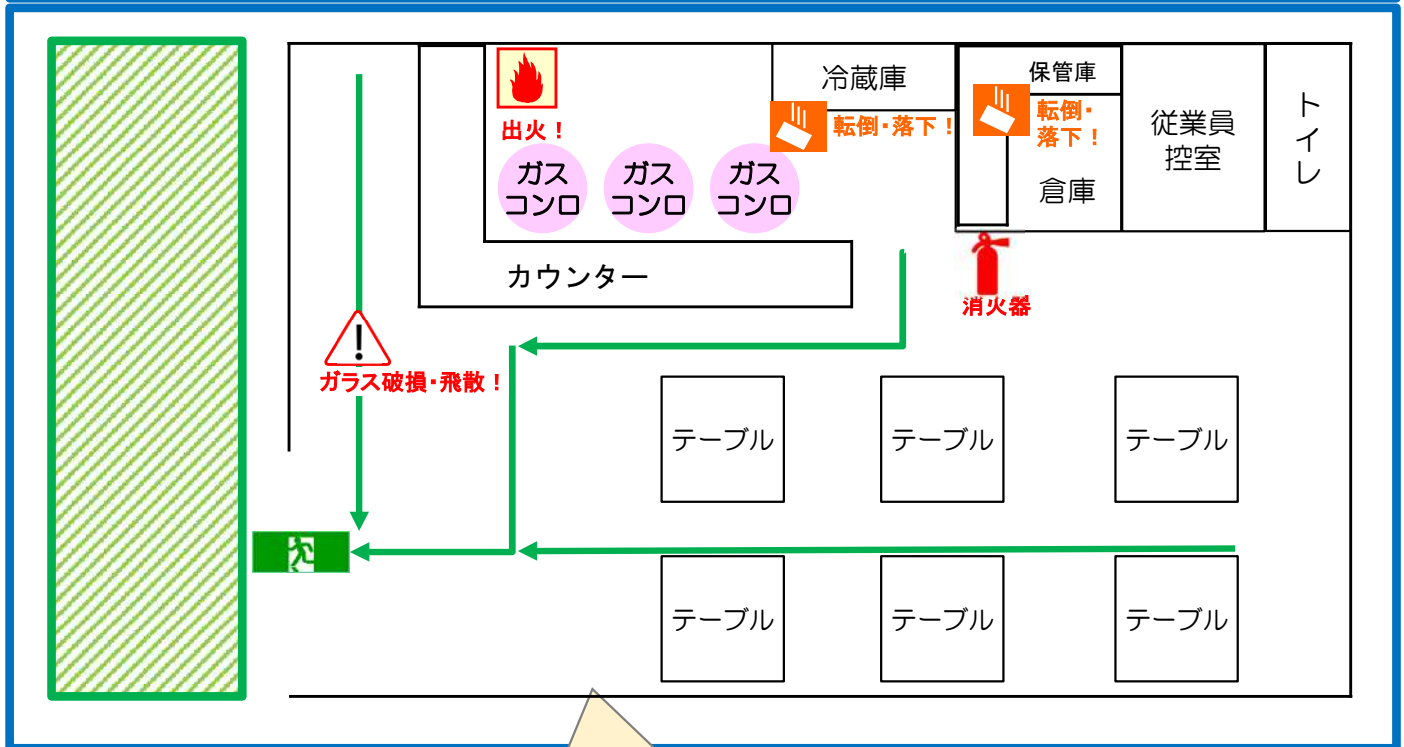 冷蔵庫
保管庫
出火！
転倒・落下！
転倒・
落下！
従業員
控室
ト
イ
レ
ガス
コンロ
ガス
コンロ
ガス
コンロ
倉庫
カウンター
消火器
!
ガラス破損・飛散！
テーブル
テーブル
テーブル
テーブル
テーブル
テーブル